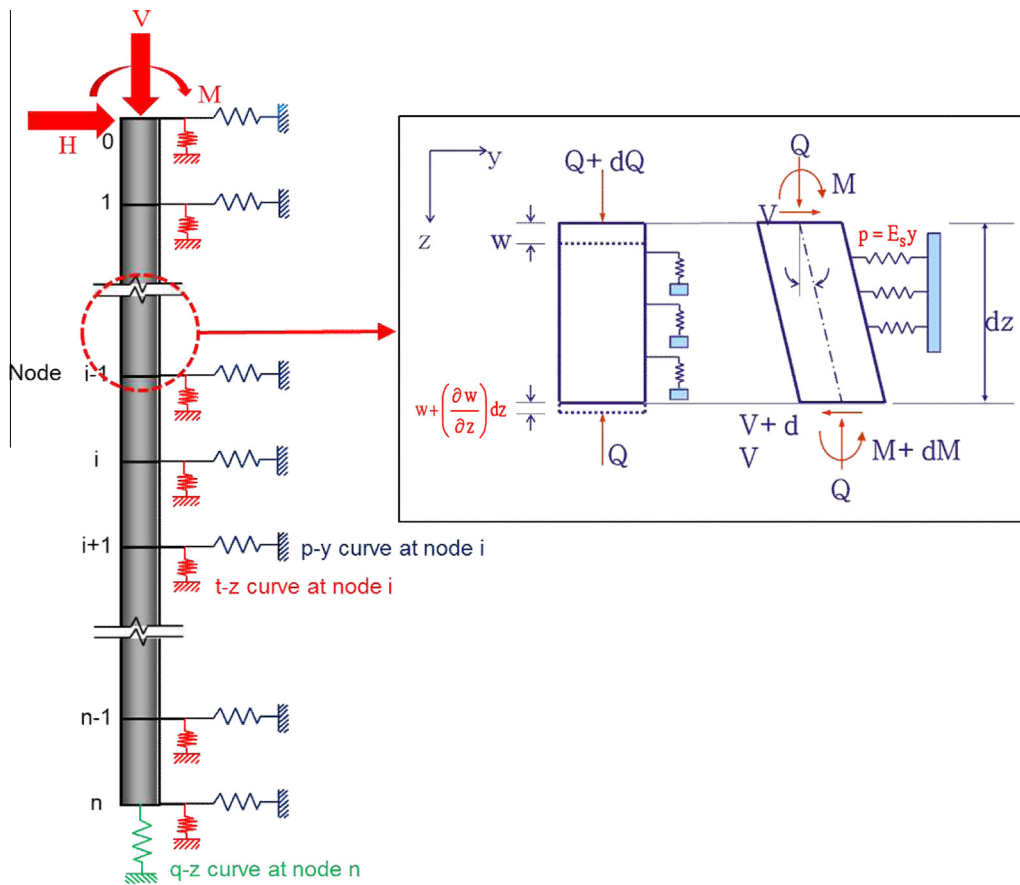 V
M
H
0
1
Node i-1
i
i+1
n-1
n
p-y curve at node i
t-z curve at node i
q-z curve at node n
y
z
Q+ dQ
w
w+(∂w/∂z)dz
Q
Q
M
V
p = Eₛy
dz
V+ d
V
M+ dM
Q